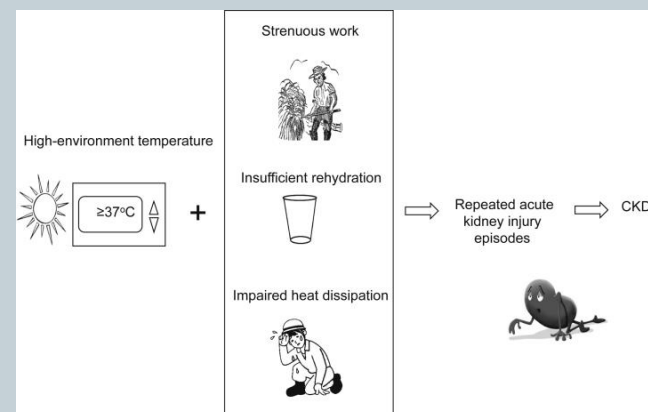 Strenuous work
High-environment temperature
≥37°C
+
Insufficient rehydration
Impaired heat dissipation
Repeated acute
kidney injury
episodes
CKD